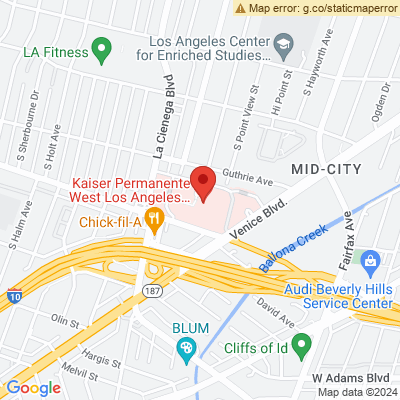 Map error: g.co/staticmaperror
Los Angeles Center
for Enriched Studies...
LA Fitness
La Cienega Blvd
S Hayworth Ave
Hi Point St
S Point View St
Ogden Dr
S Sherbourne Dr
S Holt Ave
Guthrie Ave
MID-CITY
Kaiser Permanente
West Los Angeles...
Chick-fil-A
Venice Blvd.
Fairfax Ave
S Halm Ave
Ballona Creek
Audi Beverly Hills
Service Center
10
187
David Ave
Olin St
BLUM
Hargis St
Cliffs of Id
Melvil St
W Adams Blvd
Google
Map data ©2024